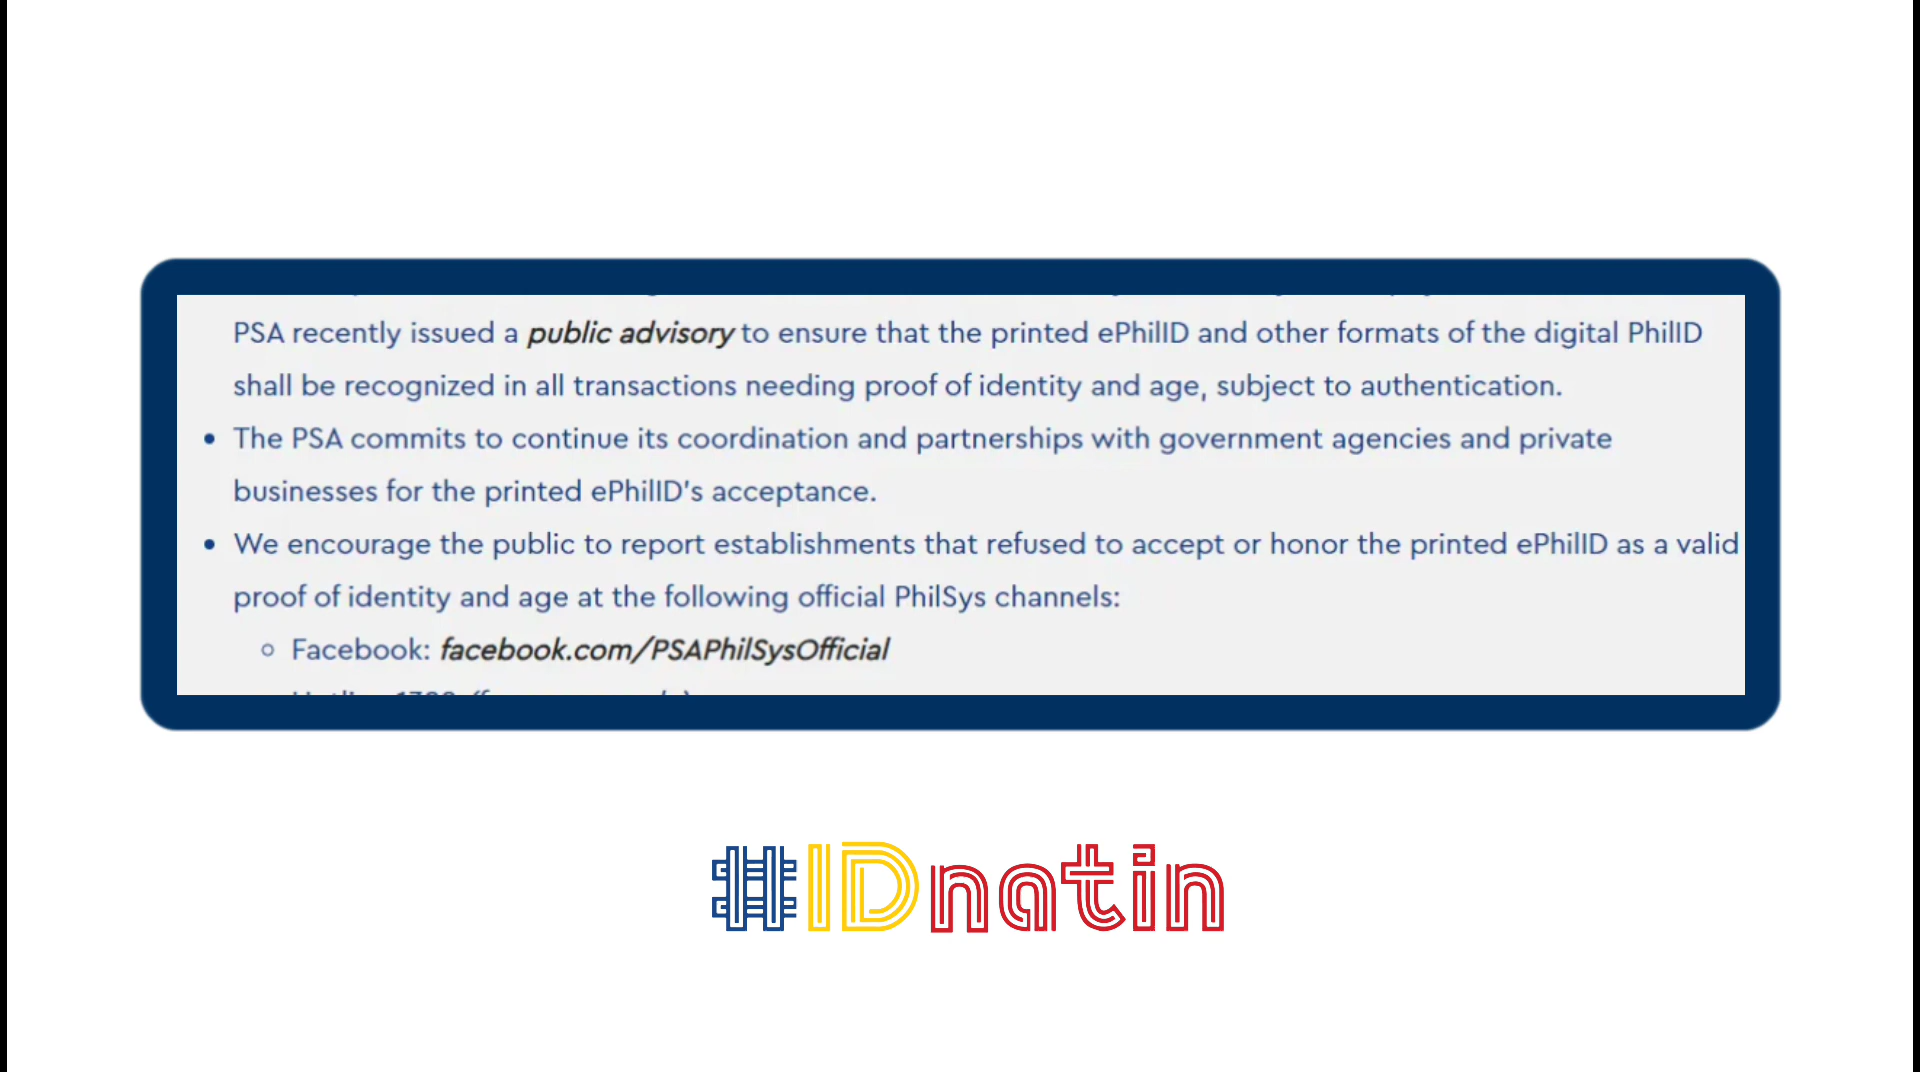 PSA recently issued a public advisory to ensure that the printed ePhilID and other formats of the digital PhilID
shall be recognized in all transactions needing proof of identity and age, subject to authentication.
• The PSA commits to continue its coordination and partnerships with government agencies and private
businesses for the printed ePhilID's acceptance.
• We encourage the public to report establishments that refused to accept or honor the printed ePhilID as a valid
proof of identity and age at the following official PhilSys channels:
○ Facebook: facebook.com/PSAPhilSysOfficial
#IDnatin